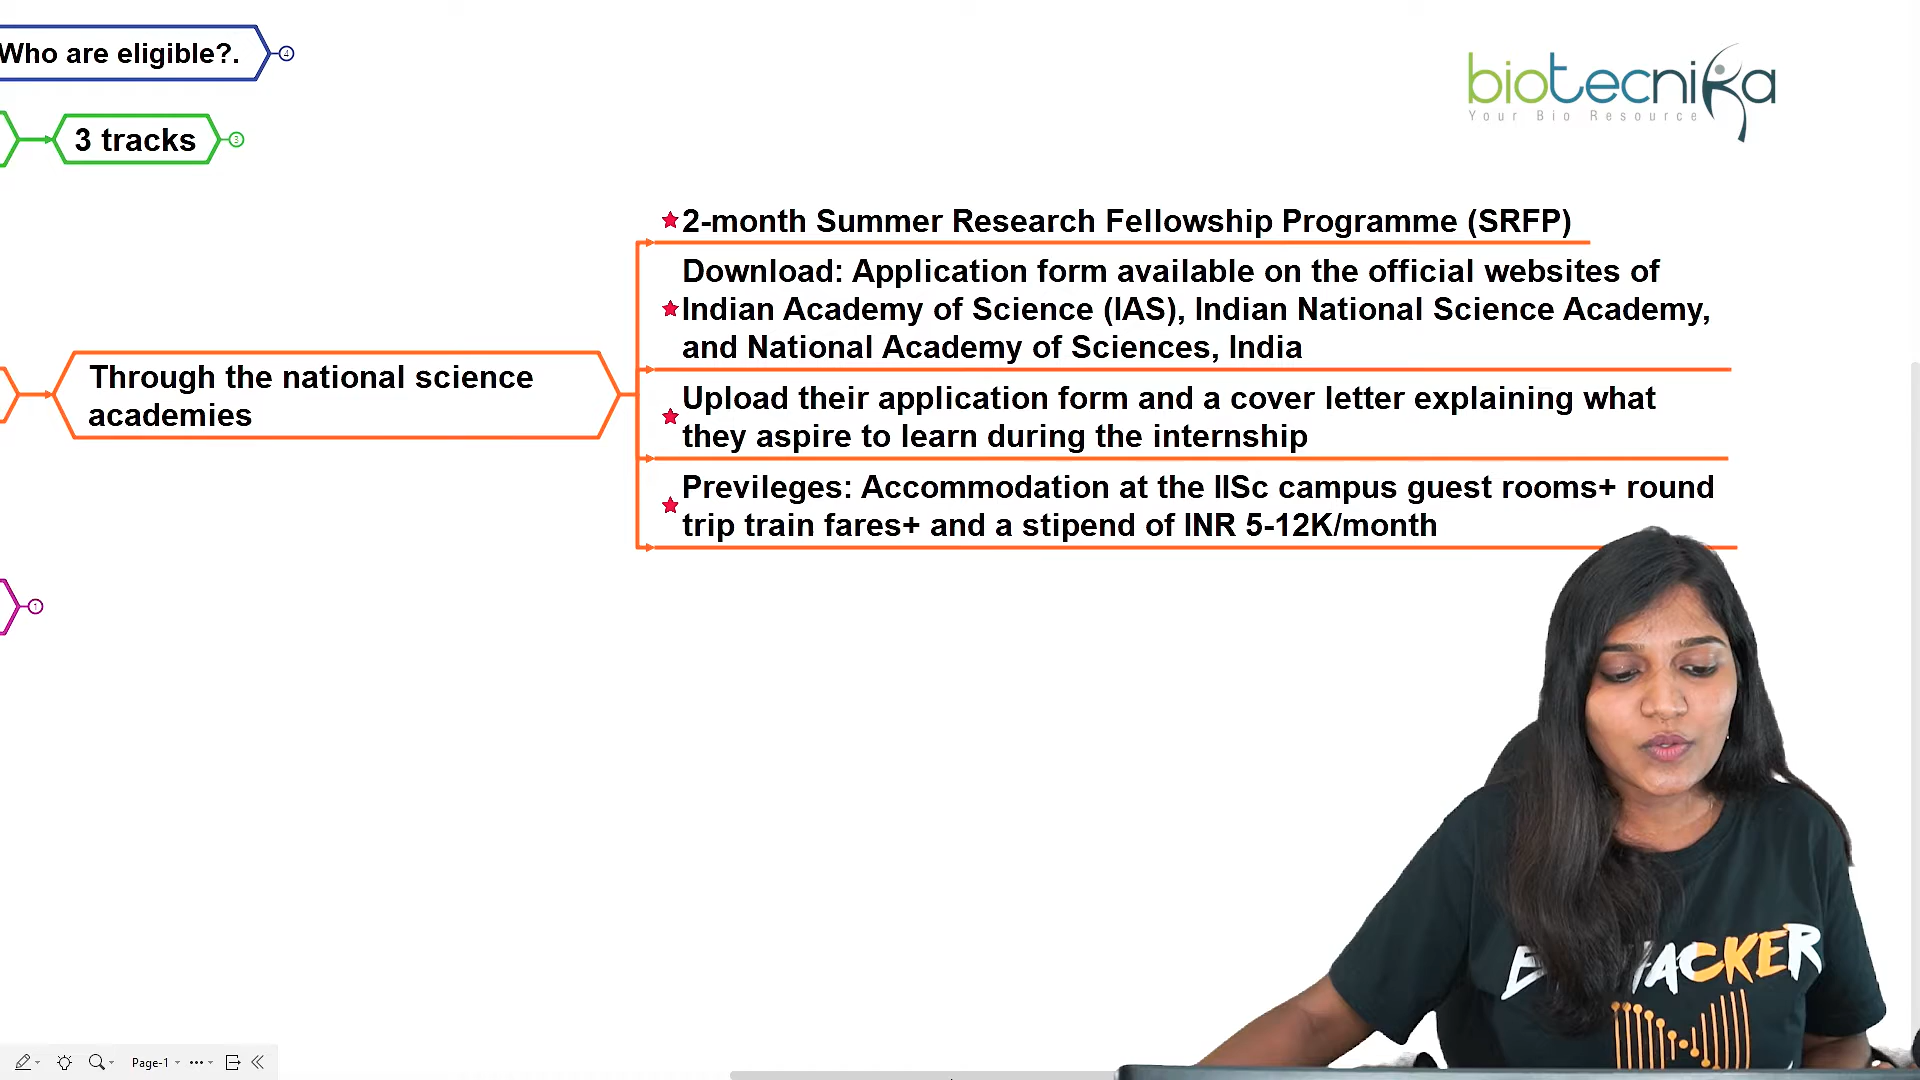 Who are eligible?.
4
biotecnika
Your Bio Resource
3 tracks
3
2-month Summer Research Fellowship Programme (SRFP)
Download: Application form available on the official websites of
Indian Academy of Science (IAS), Indian National Science Academy,
and National Academy of Sciences, India
Through the national science
academies
Upload their application form and a cover letter explaining what
they aspire to learn during the internship
Previleges: Accommodation at the IISc campus guest rooms+ round
trip train fares+ and a stipend of INR 5-12K/month
1
Page-1